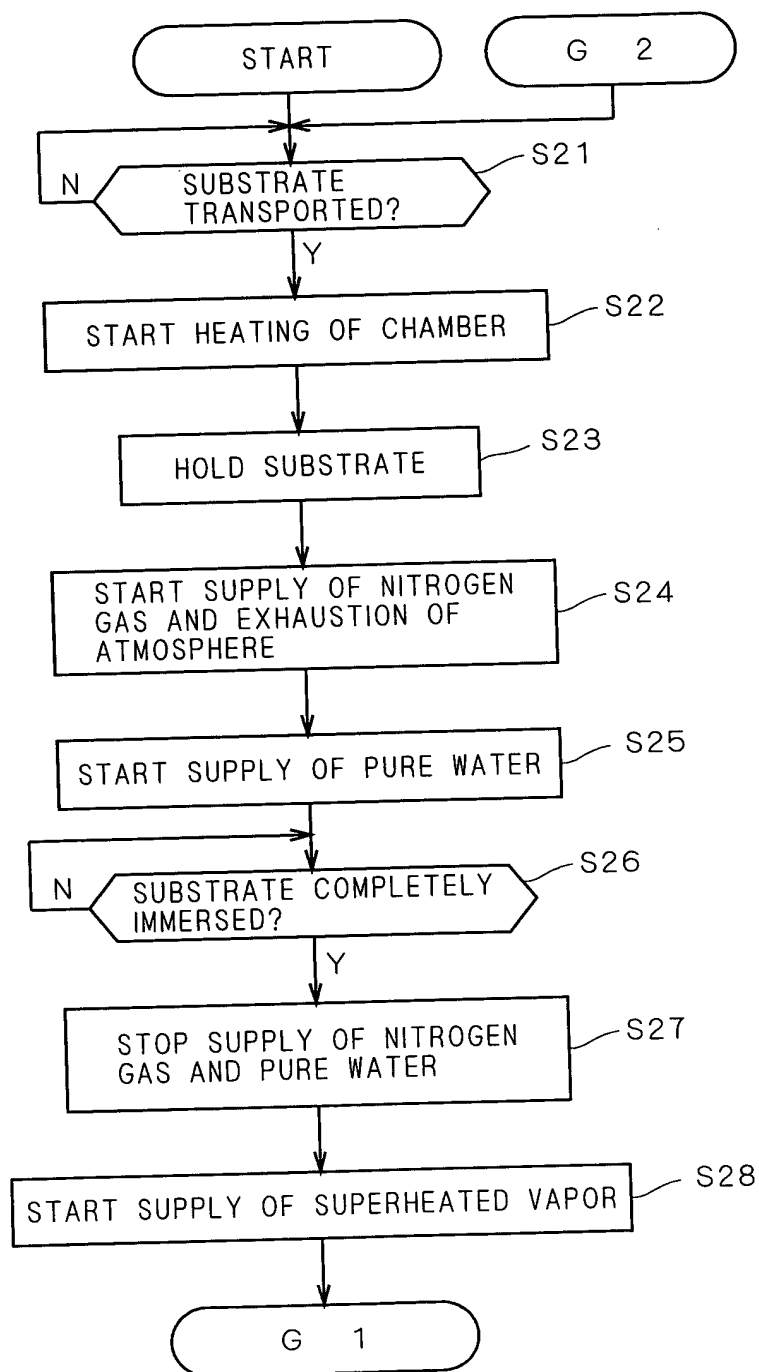 START
G 2
S21
SUBSTRATE
TRANSPORTED?
N
Y
S22
START HEATING OF CHAMBER
S23
HOLD SUBSTRATE
S24
START SUPPLY OF NITROGEN
GAS AND EXHAUSTION OF
ATMOSPHERE
S25
START SUPPLY OF PURE WATER
S26
SUBSTRATE COMPLETELY
IMMERSED?
N
Y
S27
STOP SUPPLY OF NITROGEN
GAS AND PURE WATER
S28
START SUPPLY OF SUPERHEATED VAPOR
G 1